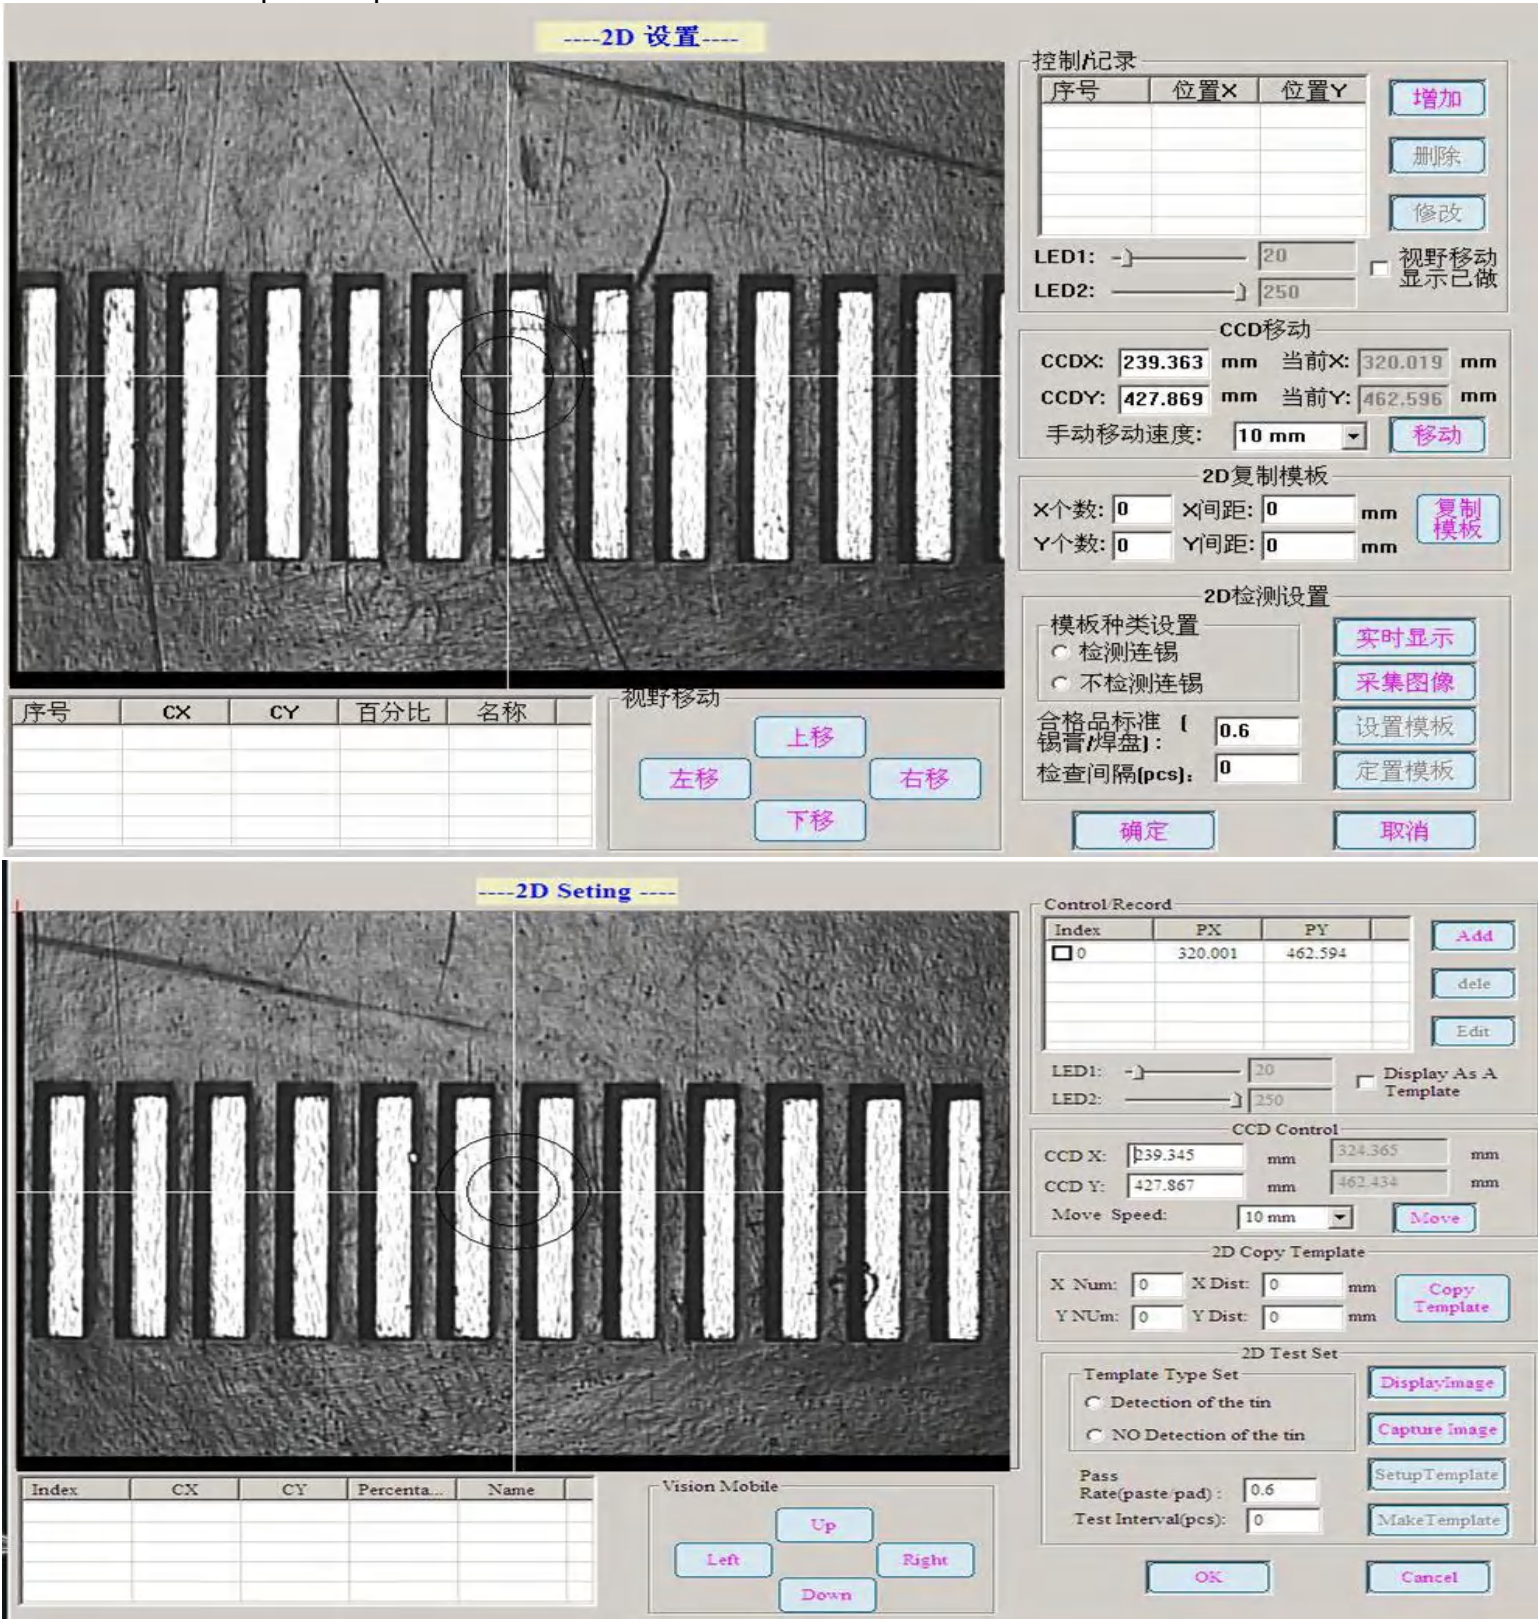 ----2D 设置----
控制/记录
序号 位置X 位置Y
增加
删除
修改
LED1: 20
LED2: 250
视野移动
显示已做
CCD移动
CCDX: 239.363 mm 当前X: 320.019 mm
CCDY: 427.869 mm 当前Y: 462.596 mm
手动移动速度: 10 mm 移动
2D复制模板
X个数: 0 X间距: 0 mm
Y个数: 0 Y间距: 0 mm
复制
模板
2D检测设置
模板种类设置
检测连锡
不检测连锡
实时显示
采集图像
设置模板
定置模板
合格品标准 (
锡膏/焊盘): 0.6
检查间隔(pcs): 0
确定 取消
序号 CX CY 百分比 名称
视野移动
上移
左移 右移
下移
----2D Seting ----
Control/Record
Index PX PY
0 320.001 462.594
Add
dele
Edit
LED1: 20
LED2: 250
Display As A
Template
CCD Control
CCD X: 239.345 mm 324.365 mm
CCD Y: 427.867 mm 462.434 mm
Move Speed: 10 mm Move
2D Copy Template
X Num: 0 X Dist: 0 mm
Y NUm: 0 Y Dist: 0 mm
Copy
Template
2D Test Set
Template Type Set
Detection of the tin
NO Detection of the tin
DisplayImage
Capture Image
SetupTemplate
MakeTemplate
Pass
Rate(paste/pad) : 0.6
Test Interval(pcs): 0
OK Cancel
Index CX CY Percenta... Name
Vision Mobile
Up
Left Right
Down